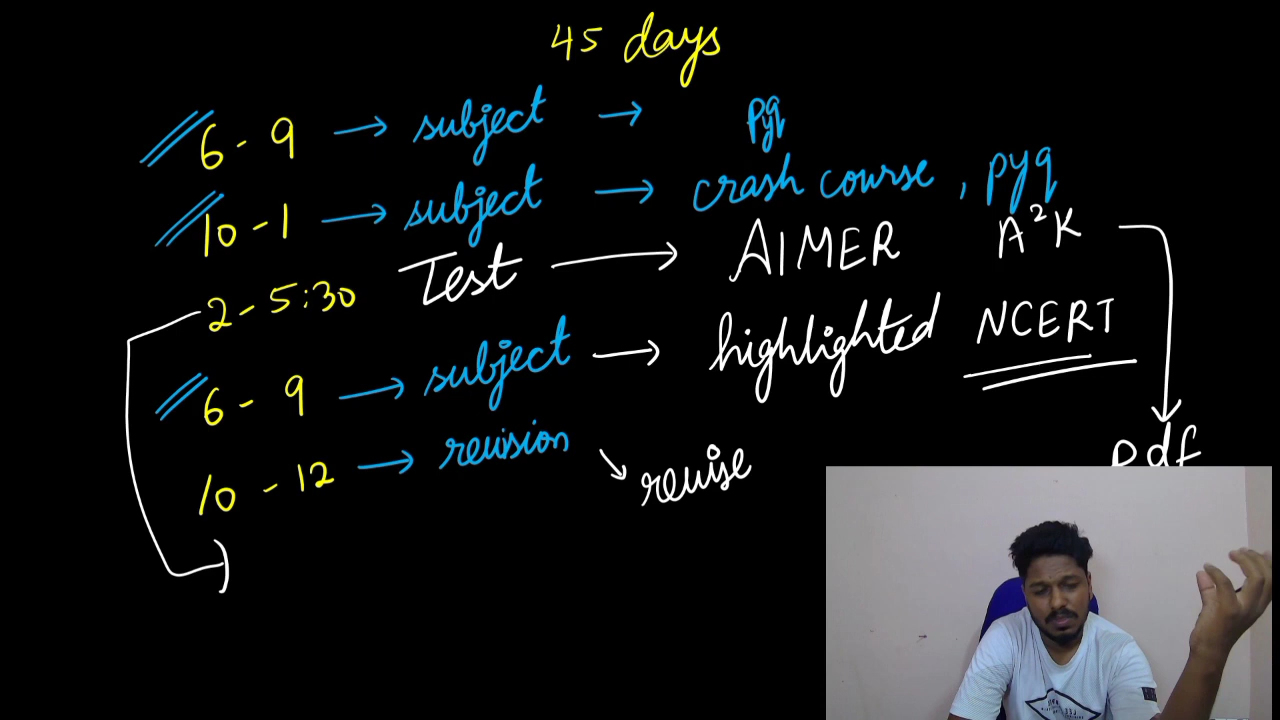 45 days
6 - 9 → subject → pyq
10 - 1 → subject → crash course, pyq
2 - 5:30 Test → AIMER A²K
6 - 9 → subject → highlighted NCERT
10 - 12 → revision ↘ revise
pdf